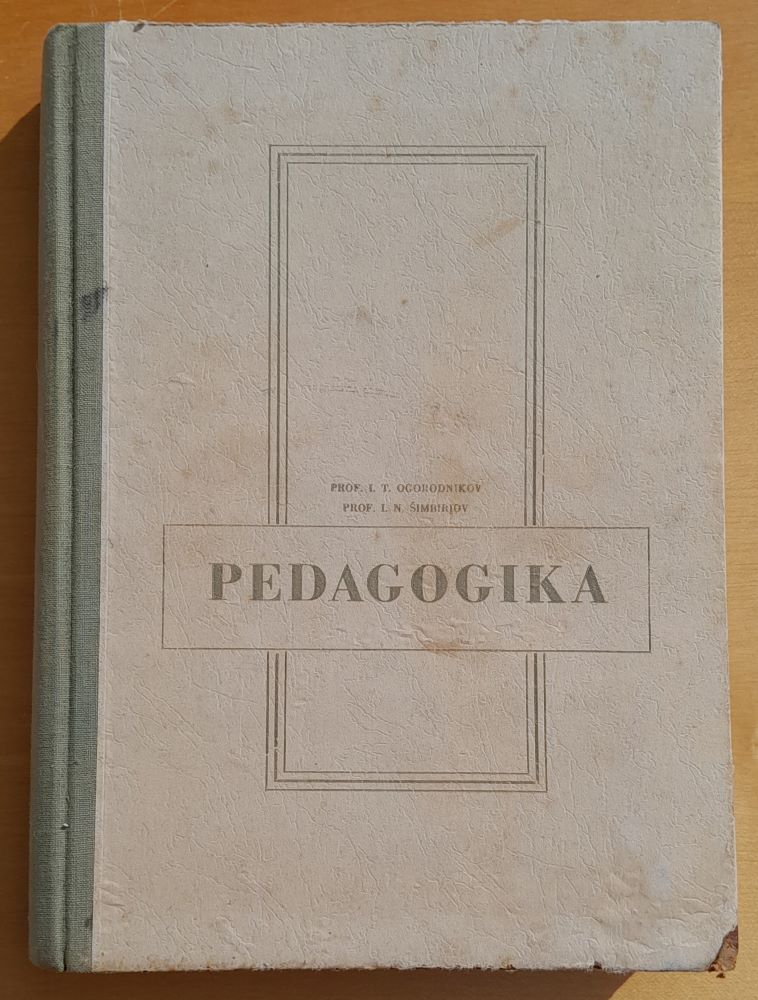 PROF. I. T. OGORODNIKOV
PROF. I. N. ŠIMBIRJOV
PEDAGOGIKA